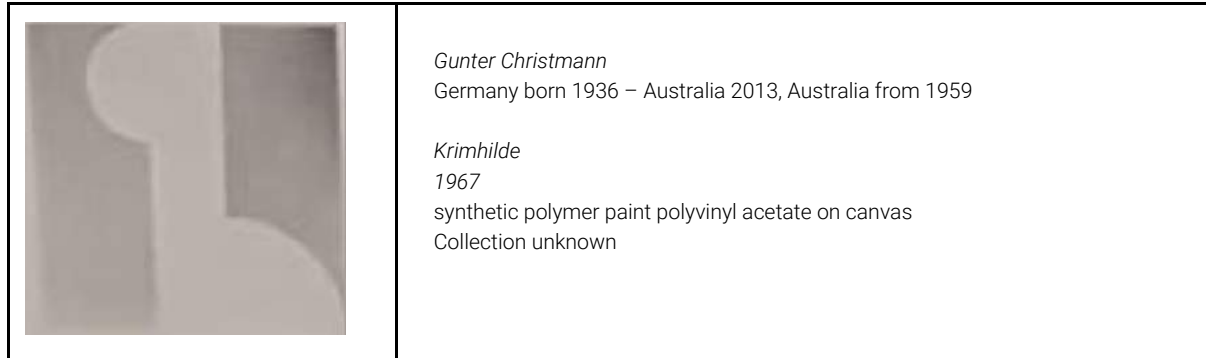 Gunter Christmann
Germany born 1936 – Australia 2013, Australia from 1959
Krimhilde
1967
synthetic polymer paint polyvinyl acetate on canvas
Collection unknown